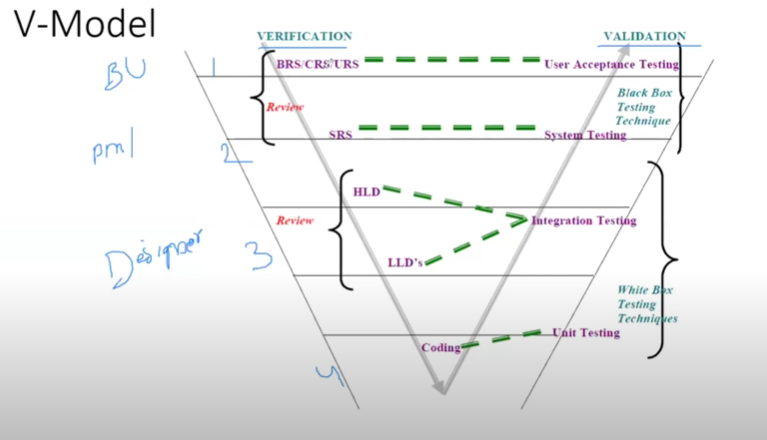 V-Model
VERIFICATION
VALIDATION
BU
1
BRS/CRS/URS
User Acceptance Testing
Review
Black Box
Testing
Technique
pm
2
SRS
System Testing
HLD
Review
Integration Testing
Designer
3
LLD's
White Box
Testing
Techniques
Unit Testing
Coding
4